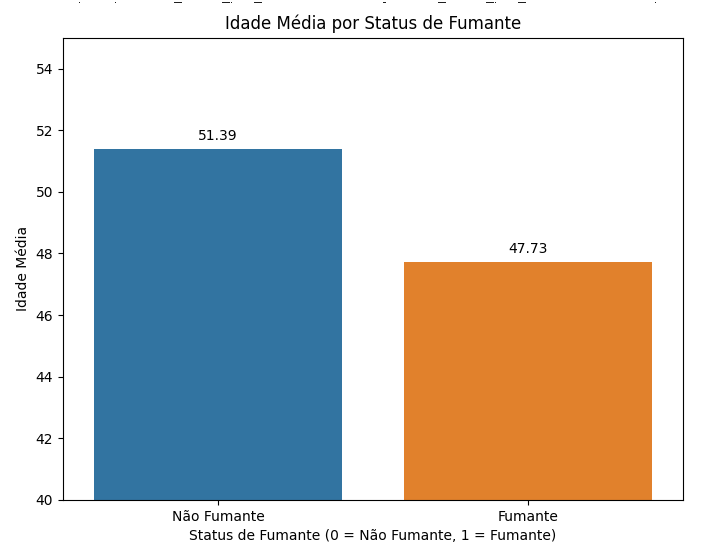 Idade Média por Status de Fumante
54
52
50
48
46
44
42
40
Idade Média
51.39
47.73
Não Fumante
Fumante
Status de Fumante (0 = Não Fumante, 1 = Fumante)